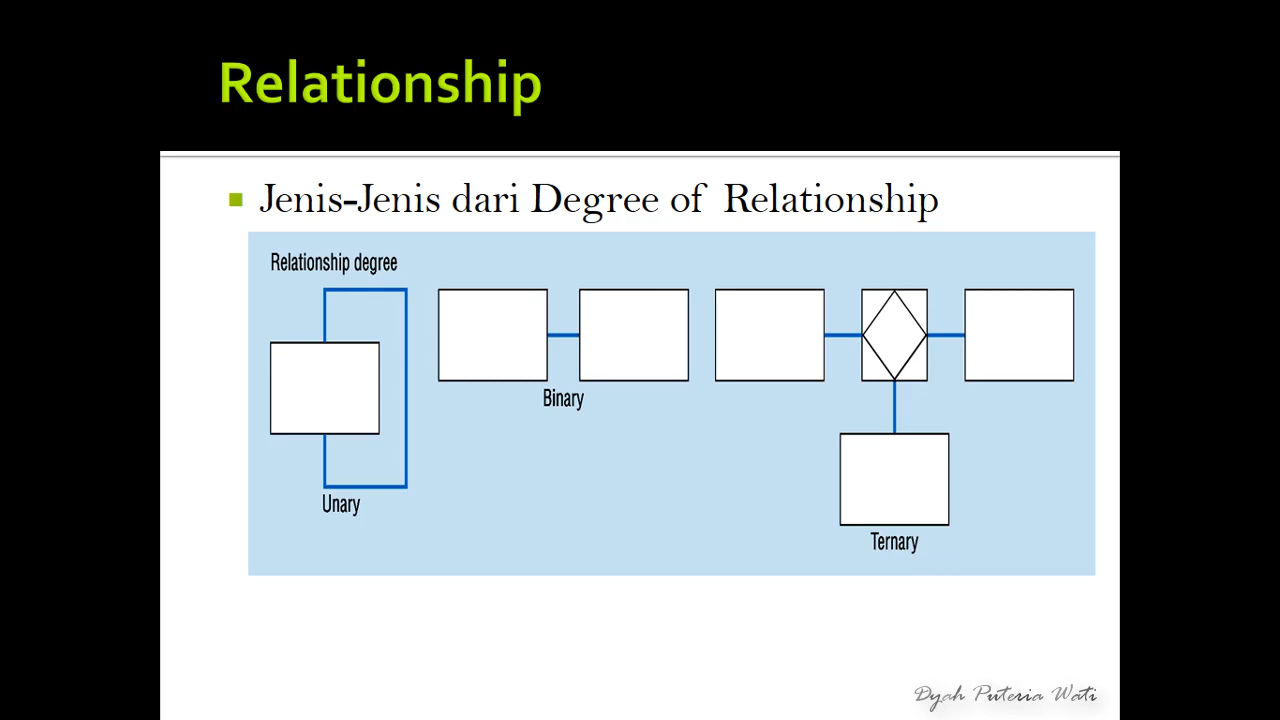 Relationship
Jenis-Jenis dari Degree of Relationship
Relationship degree
Binary
Unary
Ternary
Dyah Puteria Wati